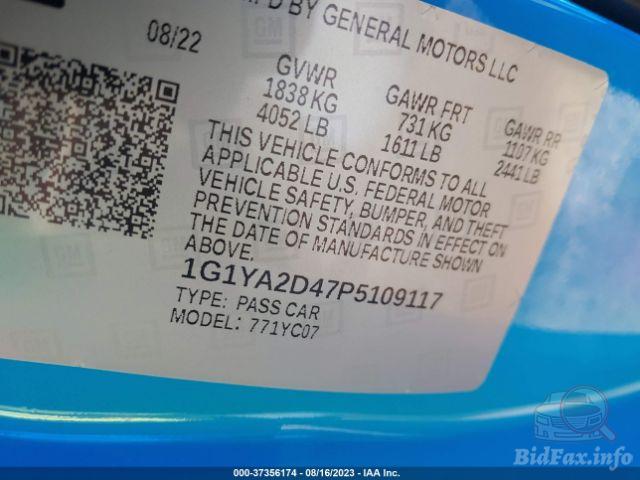 08/22
BY GENERAL MOTORS LLC
GVWR GAWR FRT GAWR RR
1838 KG 731 KG 1107 KG
4052 LB 1611 LB 2441 LB
THIS VEHICLE CONFORMS TO ALL
APPLICABLE U.S. FEDERAL MOTOR
VEHICLE SAFETY, BUMPER, AND THEFT
PREVENTION STANDARDS IN EFFECT ON
THE DATE OF MANUFACTURE SHOWN
ABOVE.
1G1YA2D47P5109117
TYPE: PASS CAR
MODEL: 771YC07
BidFax.info
000-37356174 - 08/16/2023 - IAA Inc.